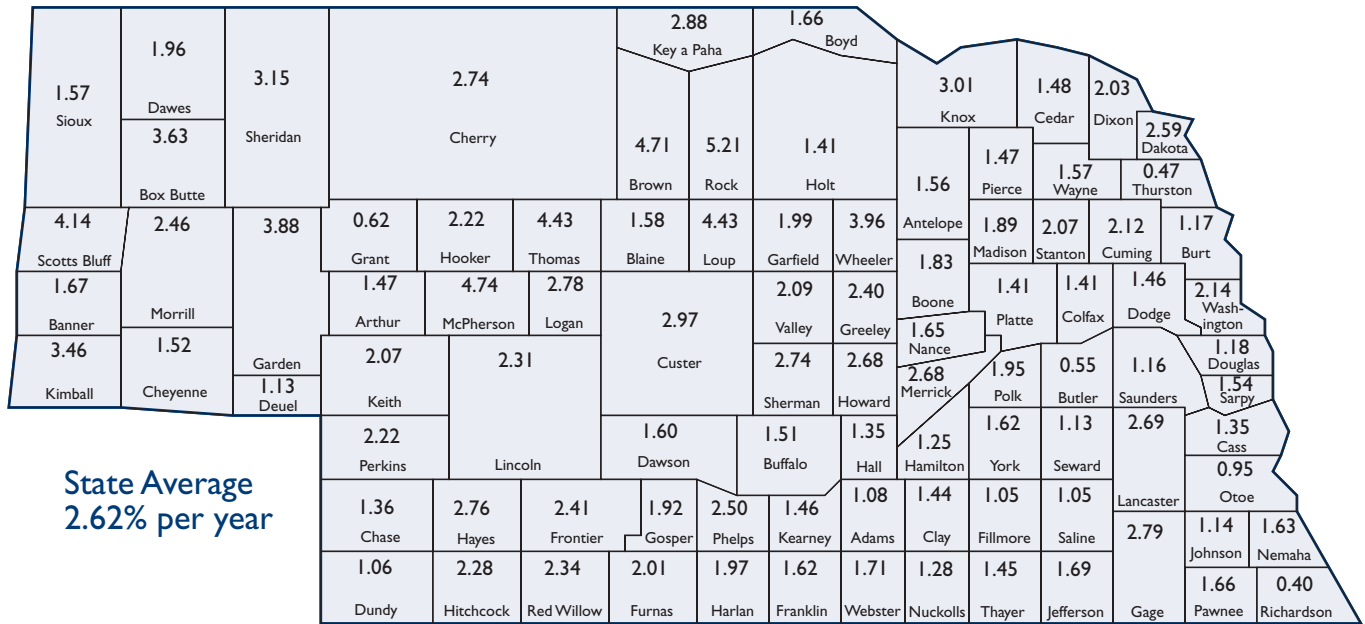 2.88
Key a Paha
1.66
Boyd
1.96
Dawes
3.15
Sheridan
2.74
Cherry
1.57
Sioux
3.63
Box Butte
4.71
Brown
5.21
Rock
1.41
Holt
3.01
Knox
1.48
Cedar
2.03
Dixon
2.59
Dakota
1.56
Antelope
1.47
Pierce
1.57
Wayne
0.47
Thurston
4.14
Scotts Bluff
2.46
Morrill
3.88
Garden
0.62
Grant
2.22
Hooker
4.43
Thomas
1.58
Blaine
4.43
Loup
1.99
Garfield
3.96
Wheeler
1.89
Madison
2.07
Stanton
2.12
Cuming
1.17
Burt
1.67
Banner
1.47
Arthur
4.74
McPherson
2.78
Logan
2.97
Custer
2.09
Valley
2.40
Greeley
1.83
Boone
1.41
Platte
1.41
Colfax
1.46
Dodge
2.14
Wash-
ington
3.46
Kimball
1.52
Cheyenne
1.13
Deuel
2.07
Keith
2.31
Lincoln
2.74
Sherman
2.68
Howard
1.65
Nance
2.68
Merrick
1.95
Polk
0.55
Butler
1.16
Saunders
1.18
Douglas
1.54
Sarpy
2.22
Perkins
1.60
Dawson
1.51
Buffalo
1.35
Hall
1.25
Hamilton
1.62
York
1.13
Seward
2.69
Lancaster
1.35
Cass
0.95
Otoe
State Average
2.62% per year
1.36
Chase
2.76
Hayes
2.41
Frontier
1.92
Gosper
2.50
Phelps
1.46
Kearney
1.08
Adams
1.44
Clay
1.05
Fillmore
1.05
Saline
2.79
Gage
1.14
Johnson
1.63
Nemaha
1.06
Dundy
2.28
Hitchcock
2.34
Red Willow
2.01
Furnas
1.97
Harlan
1.62
Franklin
1.71
Webster
1.28
Nuckolls
1.45
Thayer
1.69
Jefferson
1.66
Pawnee
0.40
Richardson